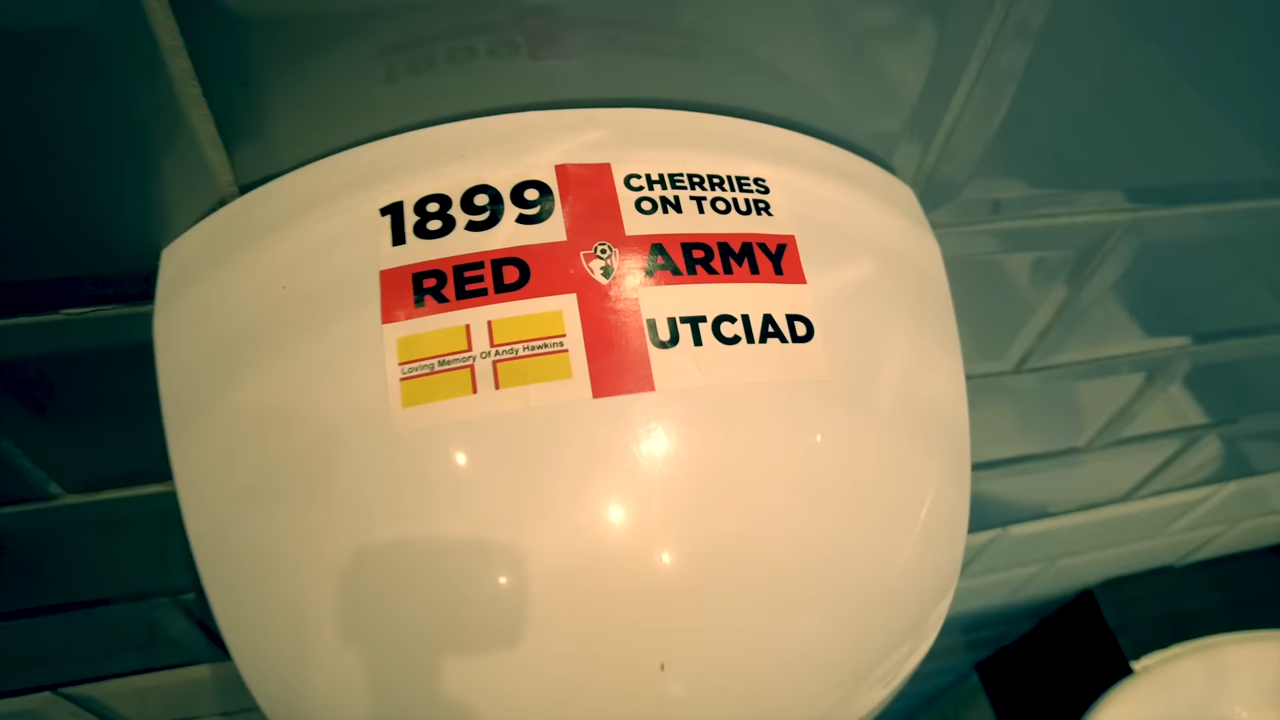 1899
CHERRIES
ON TOUR
RED ARMY
Loving Memory Of Andy Hawkins
UTCIAD